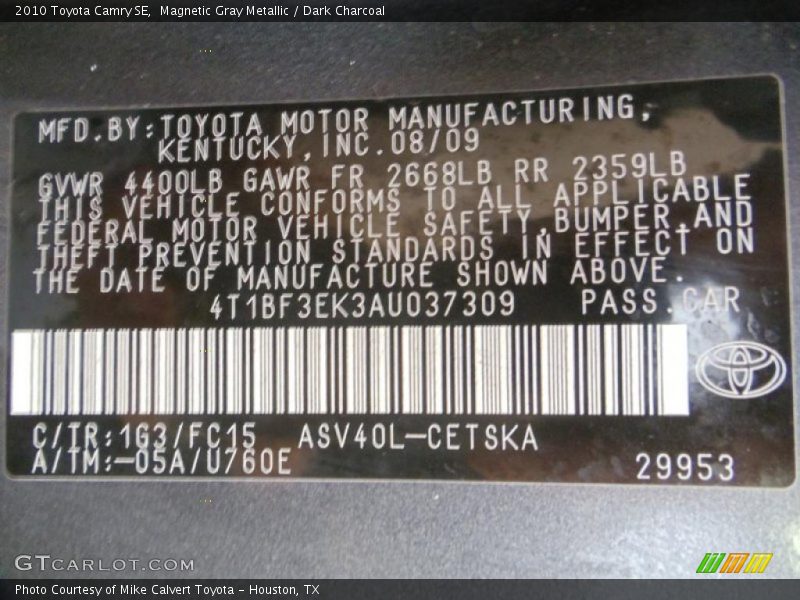 2010 Toyota Camry SE,  Magnetic Gray Metallic / Dark Charcoal
MFD.BY:TOYOTA MOTOR MANUFACTURING,
KENTUCKY,INC.08/09
GVWR 4400LB GAWR FR 2668LB RR 2359LB
THIS VEHICLE CONFORMS TO ALL APPLICABLE
FEDERAL MOTOR VEHICLE SAFETY,BUMPER,AND
THEFT PREVENTION STANDARDS IN EFFECT ON
THE DATE OF MANUFACTURE SHOWN ABOVE.
4T1BF3EK3AU037309 PASS.CAR
C/TR:1G3/FC15 ASV40L-CETSKA
A/TM:-05A/U760E
29953
GTCARLOT.COM
Photo Courtesy of Mike Calvert Toyota - Houston, TX